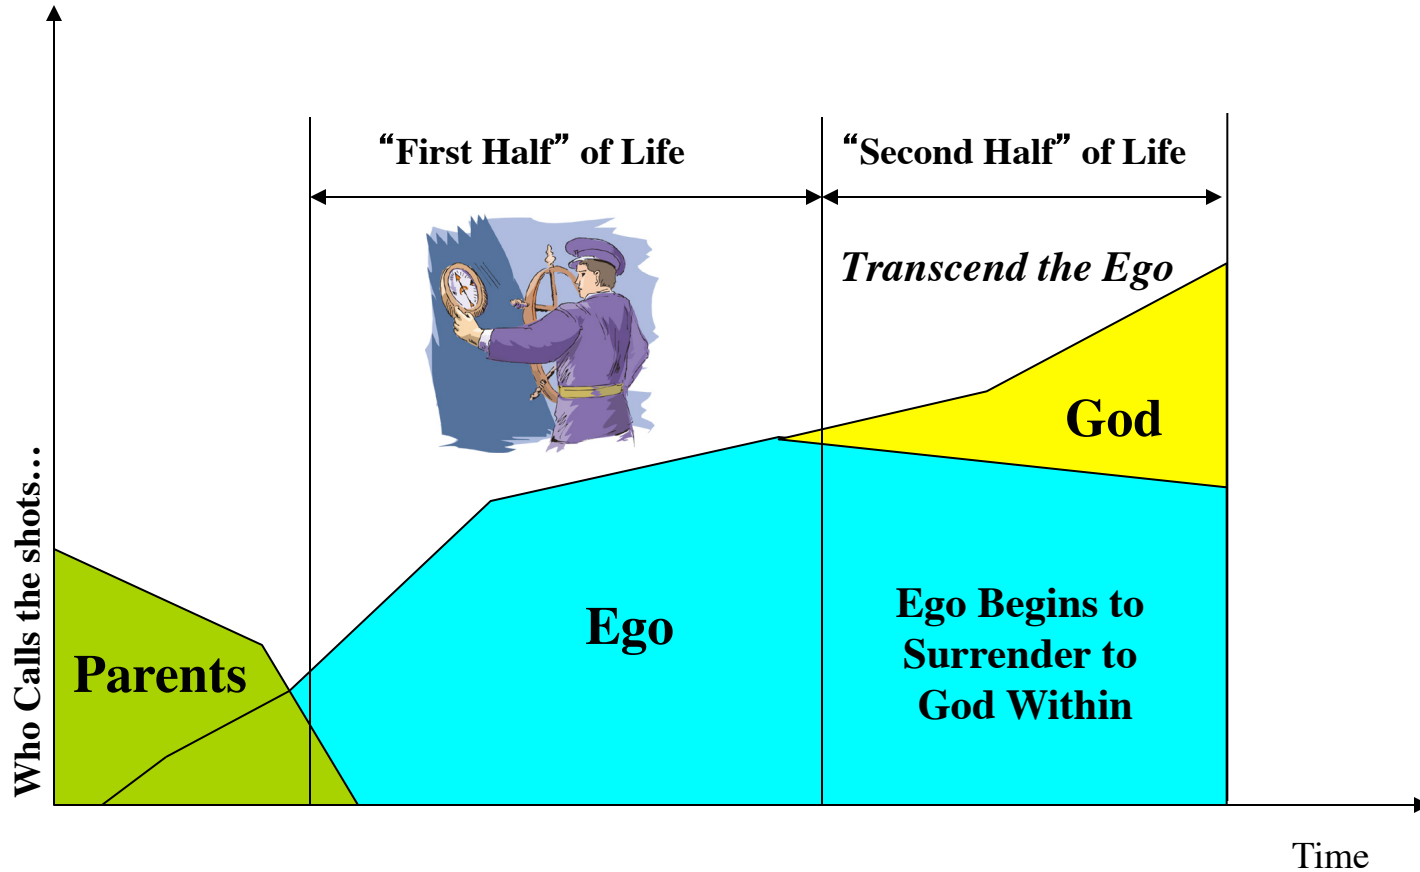 “First Half” of Life
“Second Half” of Life
Transcend the Ego
God
Ego
Ego Begins to
Surrender to
God Within
Parents
Who Calls the shots…
Time